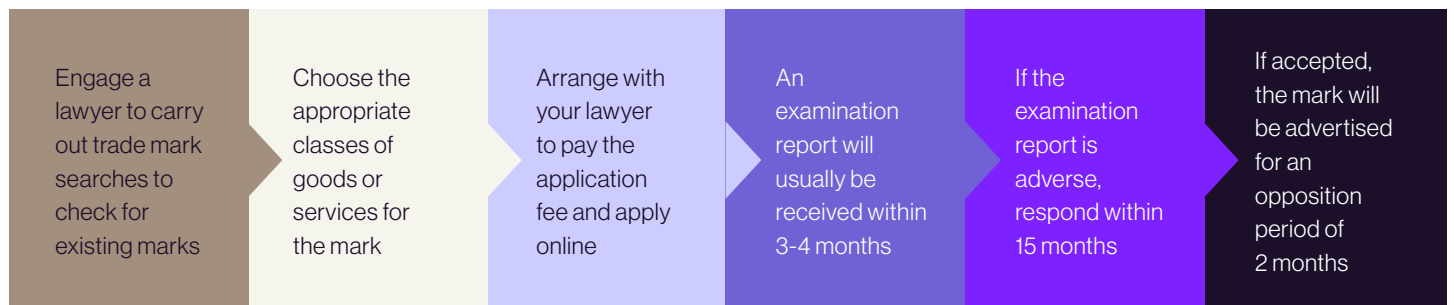 Engage a
lawyer to carry
out trade mark
searches to
check for
existing marks
Choose the
appropriate
classes of
goods or
services for
the mark
Arrange with
your lawyer
to pay the
application
fee and apply
online
An
examination
report will
usually be
received within
3-4 months
If the
examination
report is
adverse,
respond within
15 months
If accepted,
the mark will
be advertised
for an
opposition
period of
2 months